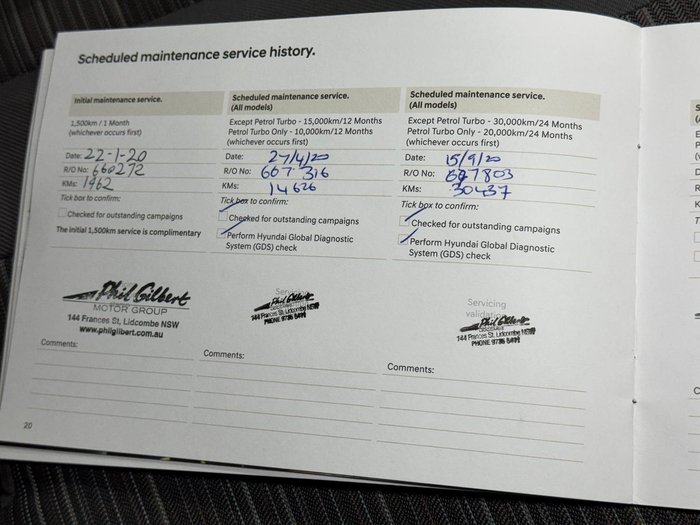 Scheduled maintenance service history.
Initial maintenance service.
1,500km / 1 Month
(whichever occurs first)
Date: 22-1-20
R/O No: 660272
KMs: 1962
Tick box to confirm:
Checked for outstanding campaigns
The initial 1,500km service is complimentary
Phil Gilbert
MOTOR GROUP
144 Frances St, Lidcombe NSW
www.philgilbert.com.au
Comments:
Scheduled maintenance service.
(All models)
Except Petrol Turbo - 15,000km/12 Months
Petrol Turbo Only - 10,000km/12 Months
(whichever occurs first)
Date: 27/4/20
R/O No: 667 316
KMs: 14626
Tick box to confirm:
Checked for outstanding campaigns
Perform Hyundai Global Diagnostic
System (GDS) check
Phil Gilbert
144 Frances St, Lidcombe NSW
Comments:
Scheduled maintenance service.
(All models)
Except Petrol Turbo - 30,000km/24 Months
Petrol Turbo Only - 20,000km/24 Months
(whichever occurs first)
Date: 15/9/20
R/O No: 677803
KMs: 30437
Tick box to confirm:
Checked for outstanding campaigns
Perform Hyundai Global Diagnostic
System (GDS) check
Servicing
Phil Gilbert
144 Frances St, Lidcombe NSW
Comments:
20